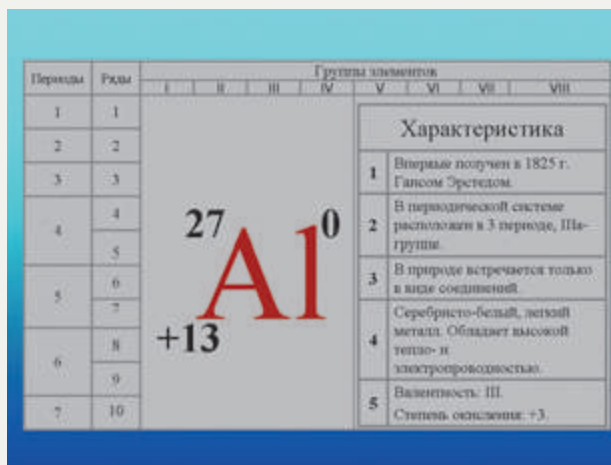 Периоды Ряды Группы элементов
I II III IV V VI VII VIII
1 1
2 2
3 3
4 4
5
5 6
7
6 8
9
7 10
27 0
Al
+13
Характеристика
1 Впервые получен в 1825 г.
Гансом Эрстедом.
2 В периодической системе
расположен в 3 периоде, IIIа-
группе.
3 В природе встречается только
в виде соединений.
4 Серебристо-белый, легкий
металл. Обладает высокой
тепло- и
электропроводностью.
5 Валентность: III.
Степень окисления: +3.